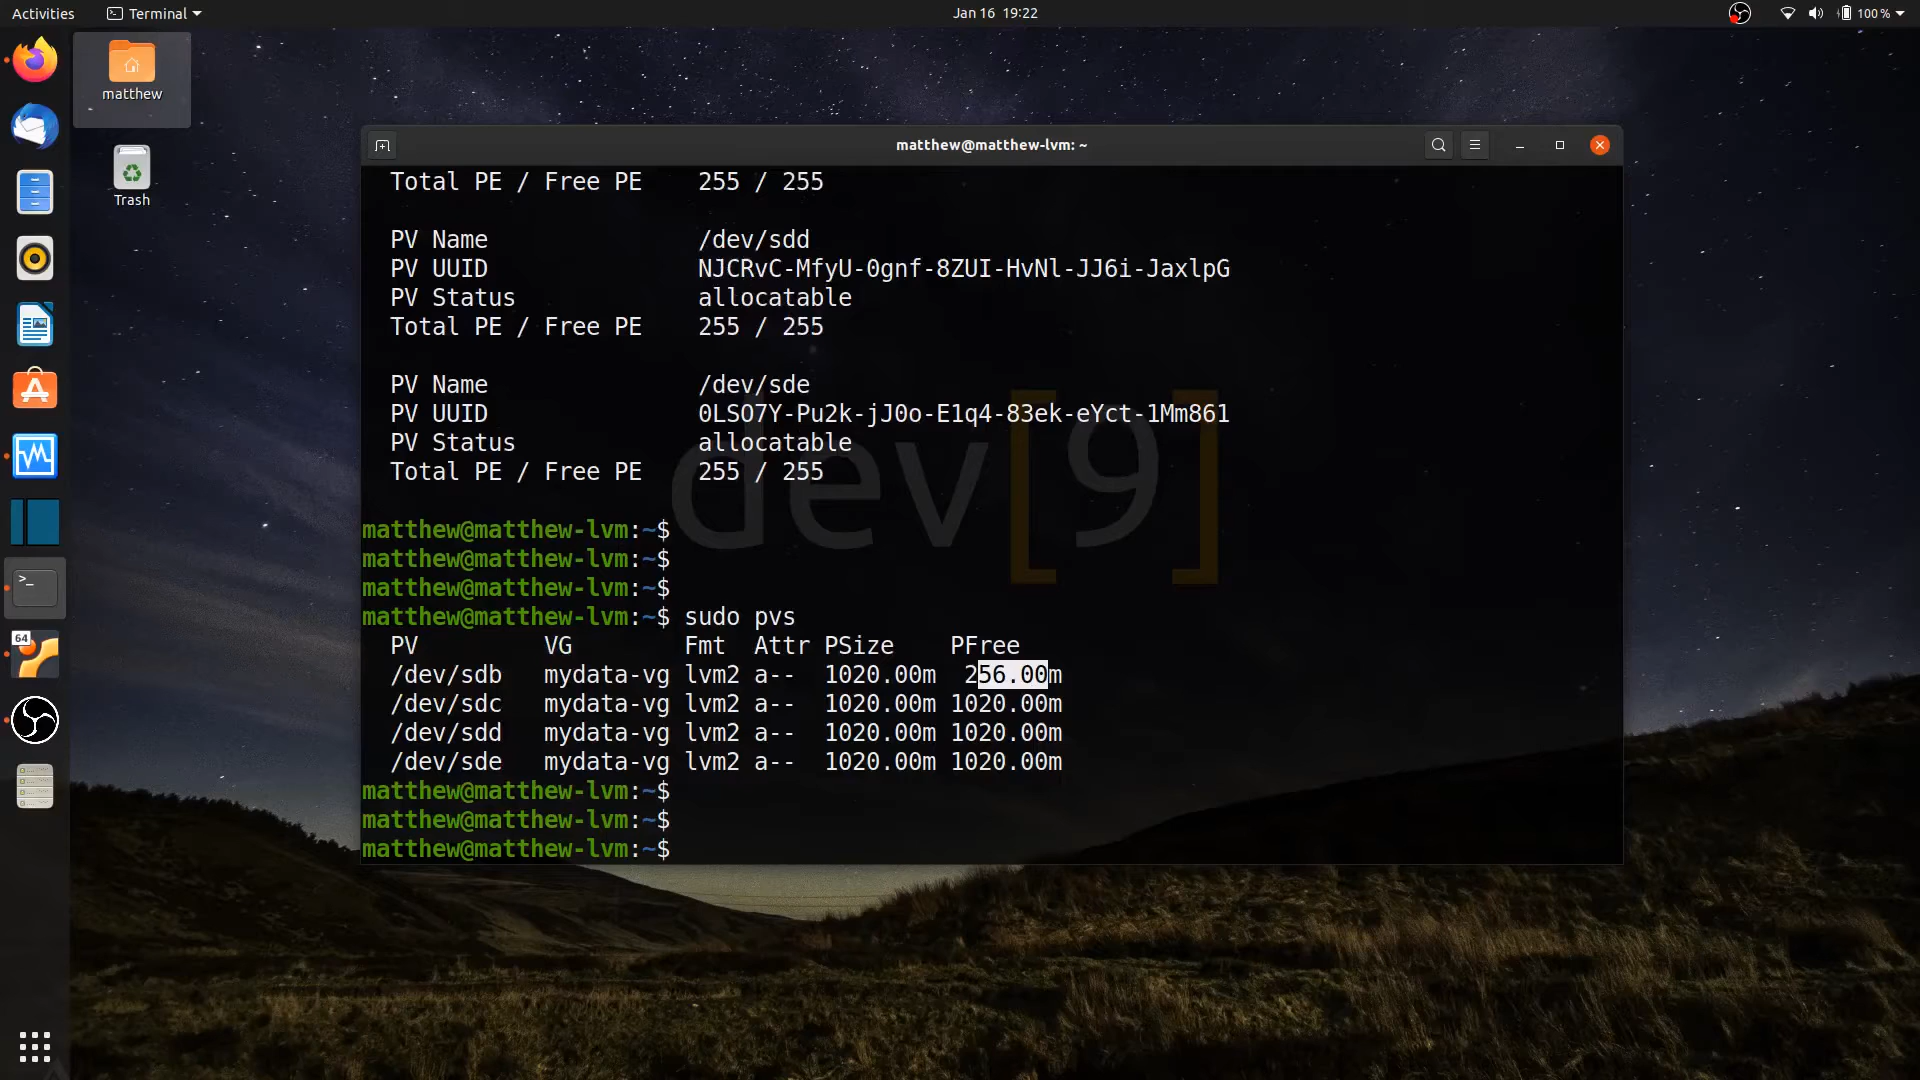 Activities
Terminal
Jan 16 19:22
100 %
matthew
Trash
matthew@matthew-lvm: ~
Total PE / Free PE 255 / 255
PV Name /dev/sdd
PV UUID NJCRvC-MfyU-0gnf-8ZUI-HvNl-JJ6i-JaxlpG
PV Status allocatable
Total PE / Free PE 255 / 255
PV Name /dev/sde
PV UUID 0LSO7Y-Pu2k-jJ0o-E1q4-83ek-eYct-1Mm861
PV Status allocatable
Total PE / Free PE 255 / 255
dev[9]
matthew@matthew-lvm:~$
matthew@matthew-lvm:~$
matthew@matthew-lvm:~$
matthew@matthew-lvm:~$ sudo pvs
PV VG Fmt Attr PSize PFree
/dev/sdb mydata-vg lvm2 a-- 1020.00m 256.00m
/dev/sdc mydata-vg lvm2 a-- 1020.00m 1020.00m
/dev/sdd mydata-vg lvm2 a-- 1020.00m 1020.00m
/dev/sde mydata-vg lvm2 a-- 1020.00m 1020.00m
matthew@matthew-lvm:~$
matthew@matthew-lvm:~$
matthew@matthew-lvm:~$
>_
64